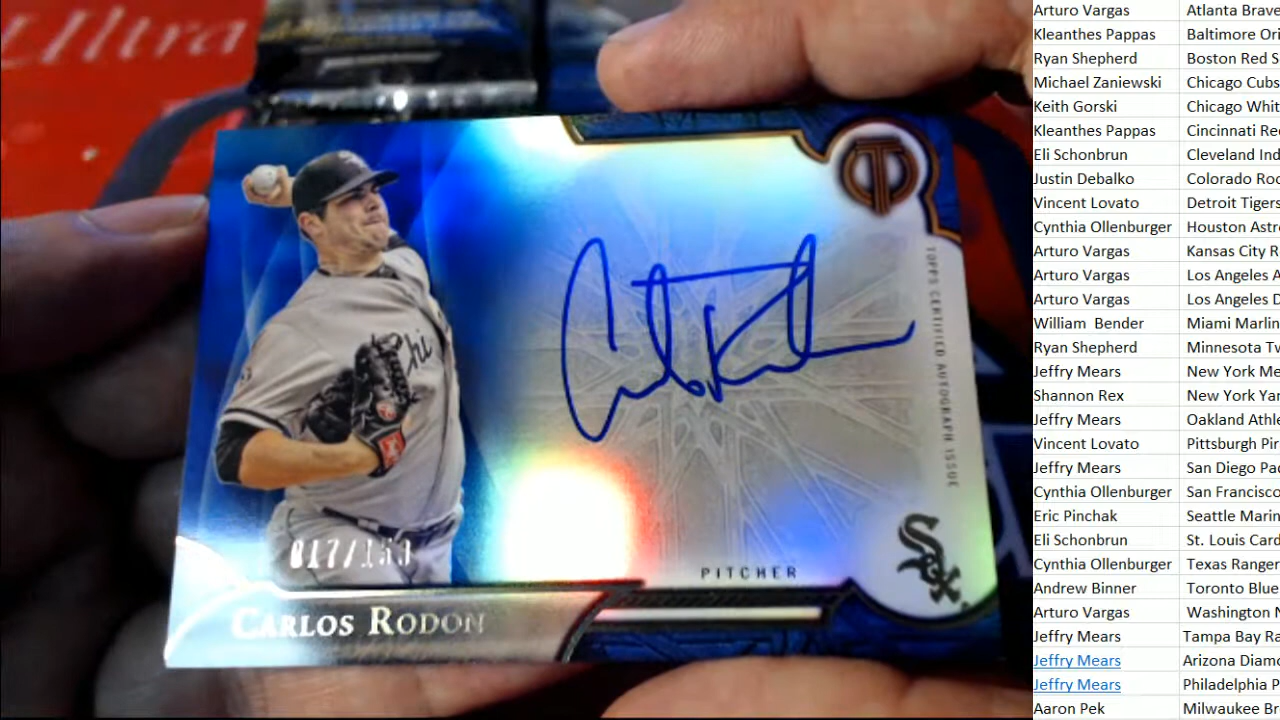 Ultra
TOPPS CERTIFIED AUTOGRAPH ISSUE
Chi
Sox
PITCHER
CARLOS RODON
Arturo Vargas Atlanta Brave
Kleanthes Pappas Baltimore Ori
Ryan Shepherd Boston Red S
Michael Zaniewski Chicago Cubs
Keith Gorski Chicago Whit
Kleanthes Pappas Cincinnati Re
Eli Schonbrun Cleveland Ind
Justin Debalko Colorado Roc
Vincent Lovato Detroit Tigers
Cynthia Ollenburger Houston Astr
Arturo Vargas Kansas City R
Arturo Vargas Los Angeles A
Arturo Vargas Los Angeles D
William Bender Miami Marlin
Ryan Shepherd Minnesota Tw
Jeffry Mears New York Me
Shannon Rex New York Yan
Jeffry Mears Oakland Athle
Vincent Lovato Pittsburgh Pir
Jeffry Mears San Diego Pad
Cynthia Ollenburger San Francisco
Eric Pinchak Seattle Marin
Eli Schonbrun St. Louis Card
Cynthia Ollenburger Texas Ranger
Andrew Binner Toronto Blue
Arturo Vargas Washington N
Jeffry Mears Tampa Bay Ra
Jeffry Mears Arizona Diamo
Jeffry Mears Philadelphia P
Aaron Pek Milwaukee Br